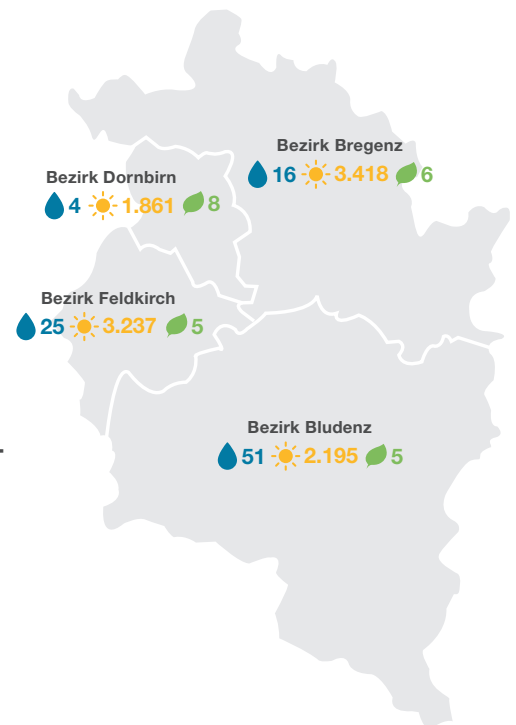 Bezirk Bregenz
16 3.418 6
Bezirk Dornbirn
4 1.861 8
Bezirk Feldkirch
25 3.237 5
Bezirk Bludenz
51 2.195 5